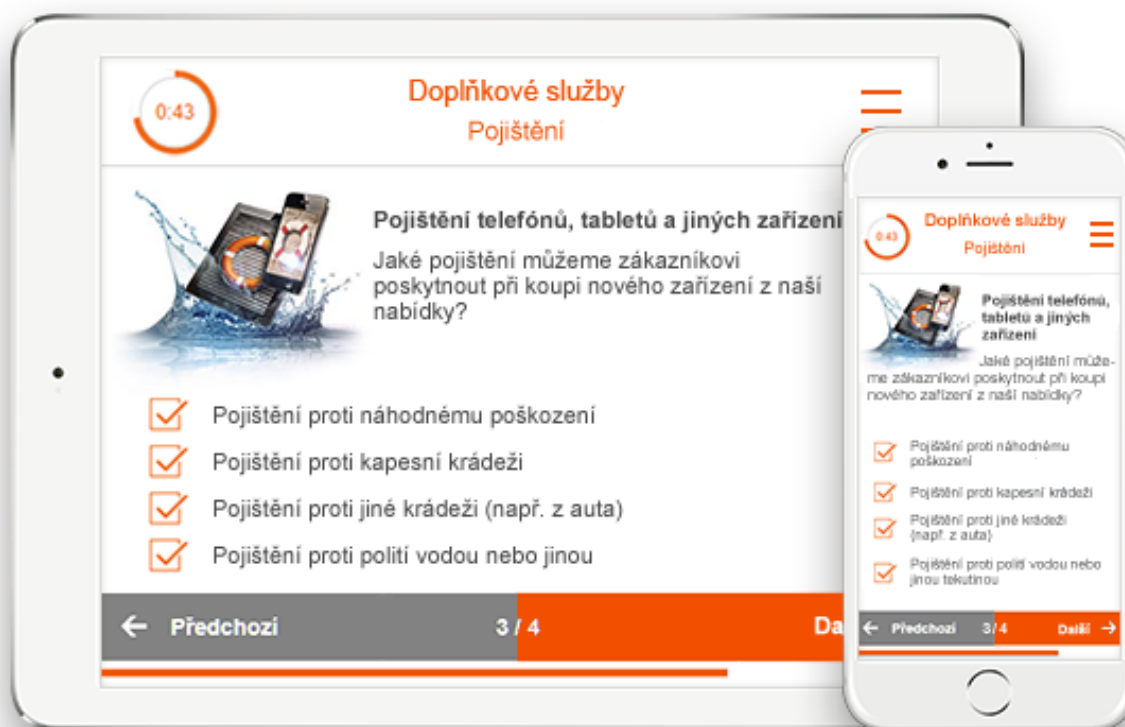 0:43
Doplňkové služby
Pojištění
Pojištění telefónů, tabletů a jiných zařízení
Jaké pojištění můžeme zákazníkovi
poskytnout při koupi nového zařízení z naší
nabídky?
Pojištění proti náhodnému poškození
Pojištění proti kapesní krádeži
Pojištění proti jiné krádeži (např. z auta)
Pojištění proti polití vodou nebo jinou
← Předchozí 3 / 4 Da
0:43
Doplňkové služby
Pojištění
Pojištění telefónů,
tabletů a jiných
zařízení
Jaké pojištění může-
me zákazníkovi poskytnout při koupi
nového zařízení z naší nabídky?
Pojištění proti náhodnému
poškození
Pojištění proti kapesní krádeži
Pojištění proti jiné krádeži
(např. z auta)
Pojištění proti polití vodou nebo
jinou tekutinou
← Předchozí 3/4 Další →